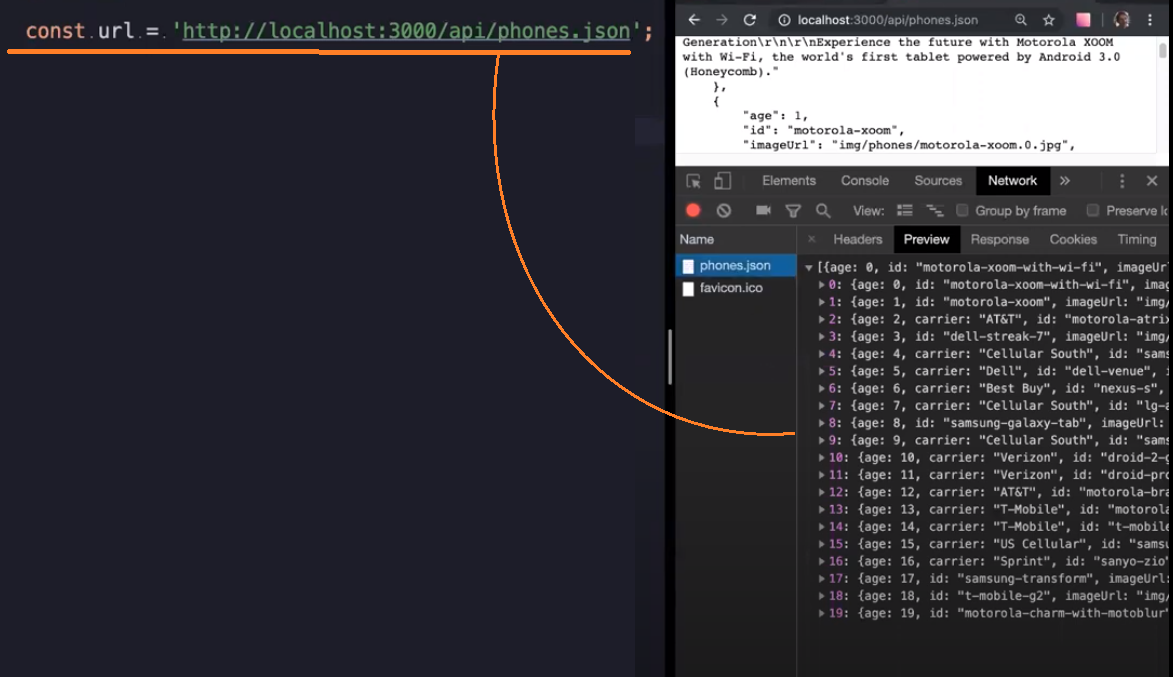 const url = 'http://localhost:3000/api/phones.json';
localhost:3000/api/phones.json
Generation\r\n\r\nExperience the future with Motorola XOOM
with Wi-Fi, the world's first tablet powered by Android 3.0
(Honeycomb)."
},
{
"age": 1,
"id": "motorola-xoom",
"imageUrl": "img/phones/motorola-xoom.0.jpg",
Elements Console Sources Network »
View: Group by frame Preserve lo
Name
× Headers Preview Response Cookies Timing
phones.json
favicon.ico
[{age: 0, id: "motorola-xoom-with-wi-fi", imageUr
0: {age: 0, id: "motorola-xoom-with-wi-fi", imag
1: {age: 1, id: "motorola-xoom", imageUrl: "img/
2: {age: 2, carrier: "AT&T", id: "motorola-atrix
3: {age: 3, id: "dell-streak-7", imageUrl: "img/
4: {age: 4, carrier: "Cellular South", id: "sams
5: {age: 5, carrier: "Dell", id: "dell-venue", i
6: {age: 6, carrier: "Best Buy", id: "nexus-s",
7: {age: 7, carrier: "Cellular South", id: "lg-a
8: {age: 8, id: "samsung-galaxy-tab", imageUrl:
9: {age: 9, carrier: "Cellular South", id: "sams
10: {age: 10, carrier: "Verizon", id: "droid-2-g
11: {age: 11, carrier: "Verizon", id: "droid-pro
12: {age: 12, carrier: "AT&T", id: "motorola-bra
13: {age: 13, carrier: "T-Mobile", id: "motorola
14: {age: 14, carrier: "T-Mobile", id: "t-mobile
15: {age: 15, carrier: "US Cellular", id: "samsu
16: {age: 16, carrier: "Sprint", id: "sanyo-zio"
17: {age: 17, id: "samsung-transform", imageUrl:
18: {age: 18, id: "t-mobile-g2", imageUrl: "img/
19: {age: 19, id: "motorola-charm-with-motoblur"